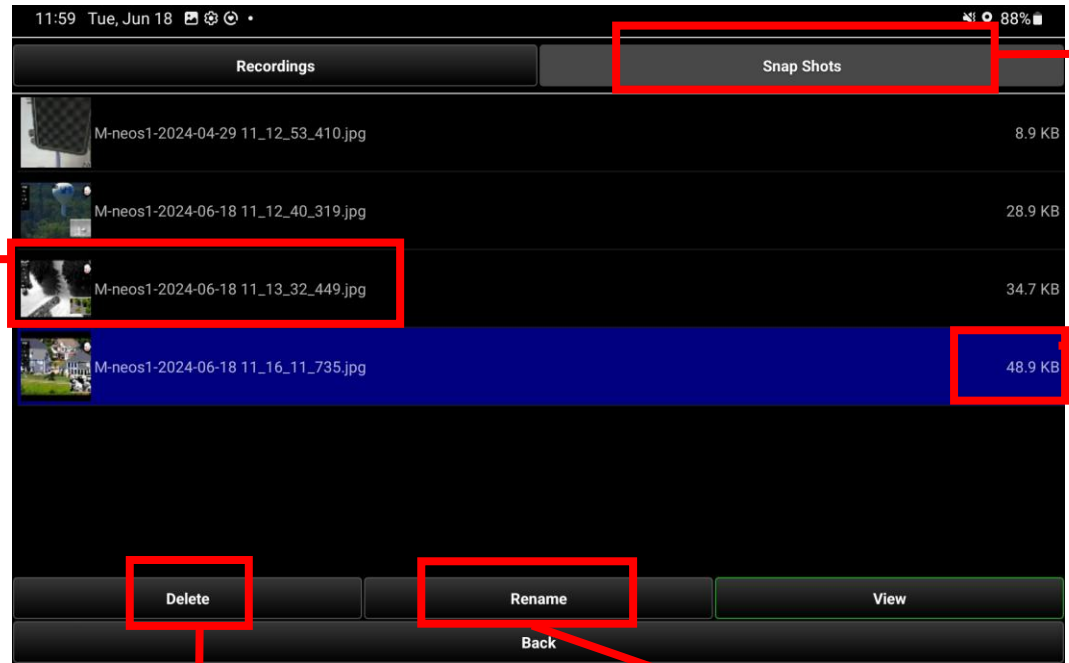 11:59 Tue, Jun 18 88%
Recordings Snap Shots
M-neos1-2024-04-29 11_12_53_410.jpg 8.9 KB
M-neos1-2024-06-18 11_12_40_319.jpg 28.9 KB
M-neos1-2024-06-18 11_13_32_449.jpg 34.7 KB
M-neos1-2024-06-18 11_16_11_735.jpg 48.9 KB
Delete Rename View
Back